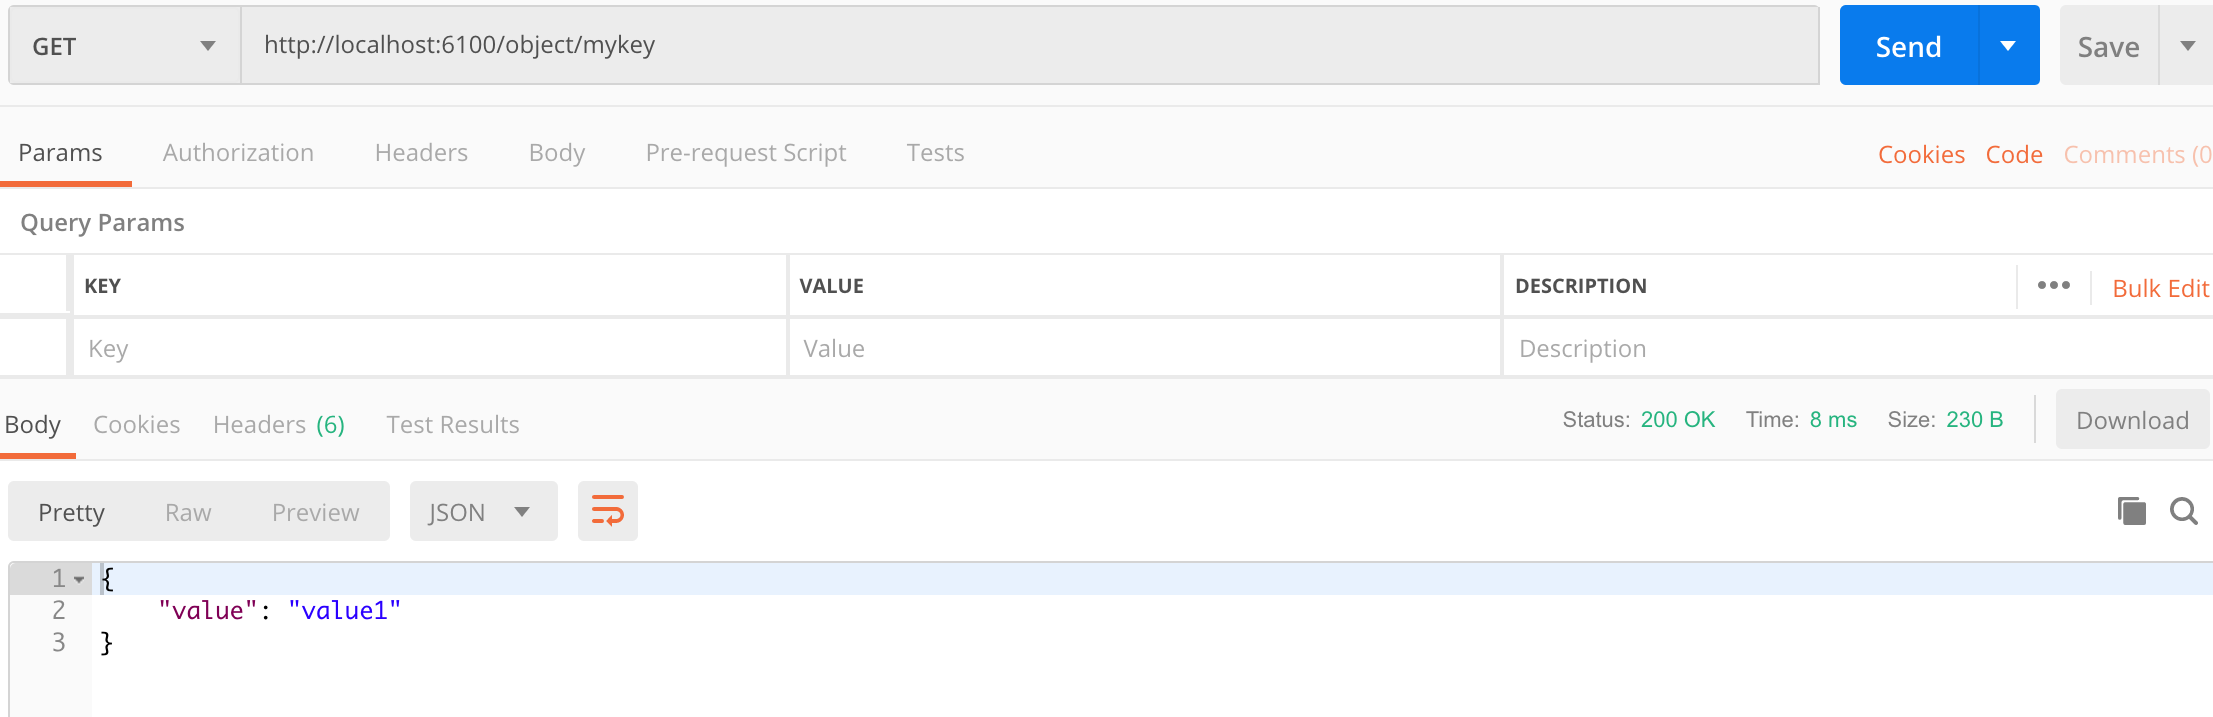 GET http://localhost:6100/object/mykey Send Save
Params Authorization Headers Body Pre-request Script Tests Cookies Code Comments (0
Query Params
KEY VALUE DESCRIPTION ••• Bulk Edit
Key Value Description
Body Cookies Headers (6) Test Results Status: 200 OK Time: 8 ms Size: 230 B Download
Pretty Raw Preview JSON
1 {
2 "value": "value1"
3 }